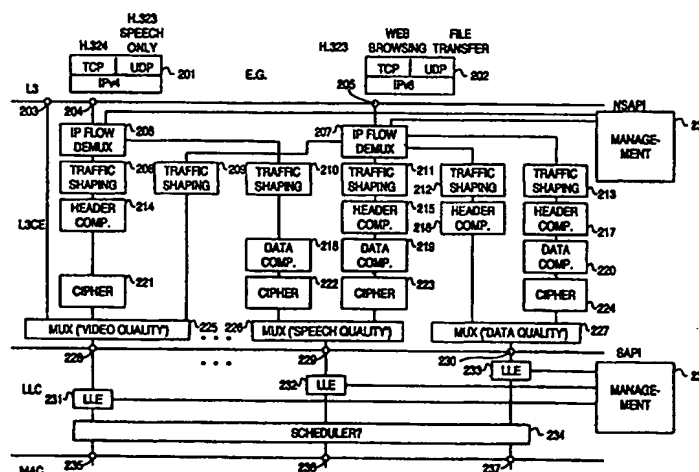 H.324
H.323
SPEECH
ONLY
H.323
WEB
BROWSING
FILE
TRANSFER
TCP
UDP
IPv4
201
E.G.
TCP
UDP
IPv6
202
L3
203
204
205
NSAPI
IP FLOW
DEMUX
206
207
IP FLOW
DEMUX
MANAGE-
MENT
TRAFFIC
SHAPING
208
TRAFFIC
SHAPING
209
TRAFFIC
SHAPING
210
TRAFFIC
SHAPING
211
212
TRAFFIC
SHAPING
TRAFFIC
SHAPING
213
HEADER
COMP.
214
HEADER
COMP.
215
216
HEADER
COMP.
HEADER
COMP.
217
L3CE
DATA
COMP.
218
DATA
COMP.
219
DATA
COMP.
220
CIPHER
221
CIPHER
222
CIPHER
223
CIPHER
224
MUX ("VIDEO QUALITY")
225
226
MUX ("SPEECH QUALITY")
MUX ("DATA QUALITY")
227
228
229
230
SAPI
LLC
231
LLE
232
LLE
233
LLE
MANAGE-
MENT
SCHEDULER?
234
MAC
235
236
237